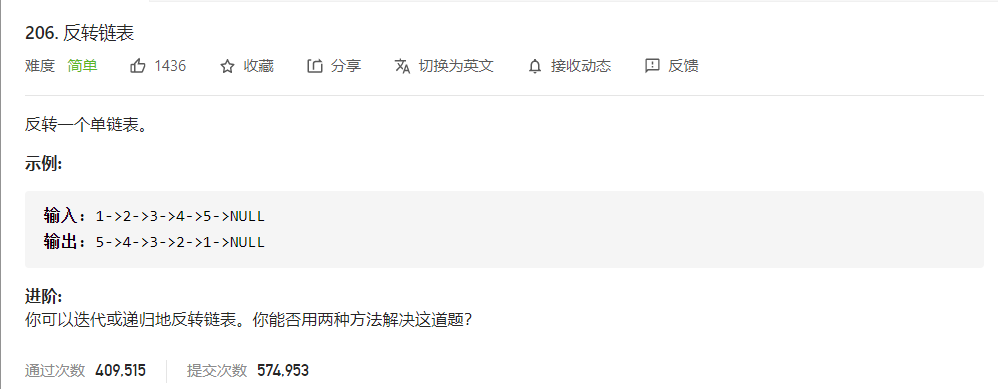 206. 反转链表
难度 简单 1436 收藏 分享 切换为英文 接收动态 反馈
反转一个单链表。
示例:
输入: 1->2->3->4->5->NULL
输出: 5->4->3->2->1->NULL
进阶:
你可以迭代或递归地反转链表。你能否用两种方法解决这道题?
通过次数 409,515 提交次数 574,953